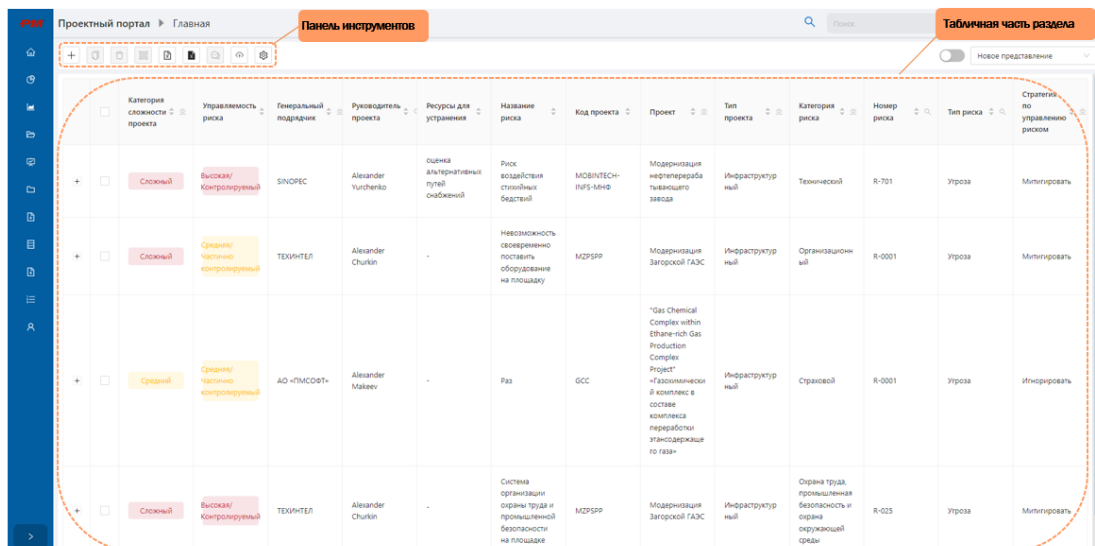 PM Проектный портал Главная
Панель инструментов
Поиск
Табличная часть раздела
Новое представление
Категория сложности проекта
Управляемость риска
Генеральный подрядчик
Руководитель проекта
Ресурсы для устранения
Название риска
Код проекта
Проект
Тип проекта
Категория риска
Номер риска
Тип риска
Стратегия по управлению риском
Сложный
Высокая/
Контролируемый
SINOPEC
Alexander
Yurchenko
оценка
альтернативных
путей
снабжений
Риск
воздействия
стихийных
бедствий
MOBINTECH-
INFS-МНФ
Модернизация
нефтеперераба
тывающего
завода
Инфраструктур
ный
Технический
R-701
Угроза
Митигировать
Сложный
Средняя/
Частично
контролируемый
ТЕХИНТЕЛ
Alexander
Churkin
-
Невозможность
своевременно
поставить
оборудование
на площадку
MZPSPP
Модернизация
Загорской ГАЭС
Инфраструктур
ный
Организационн
ый
R-0001
Угроза
Митигировать
Средний
Средняя/
Частично
контролируемый
АО «ПМСОФТ»
Alexander
Makeev
-
Раз
GCC
"Gas Chemical
Complex within
Ethane-rich Gas
Production
Complex
Project"
«Газохимически
й комплекс в
составе
комплекса
переработки
этансодержаще
го газа»
Инфраструктур
ный
Страховой
R-0001
Угроза
Игнорировать
Сложный
Высокая/
Контролируемый
ТЕХИНТЕЛ
Alexander
Churkin
-
Система
организации
охраны труда и
промышленной
безопасности
на площадке
MZPSPP
Модернизация
Загорской ГАЭС
Инфраструктур
ный
Охрана труда,
промышленная
безопасность и
охрана
окружающей
среды
R-025
Угроза
Митигировать